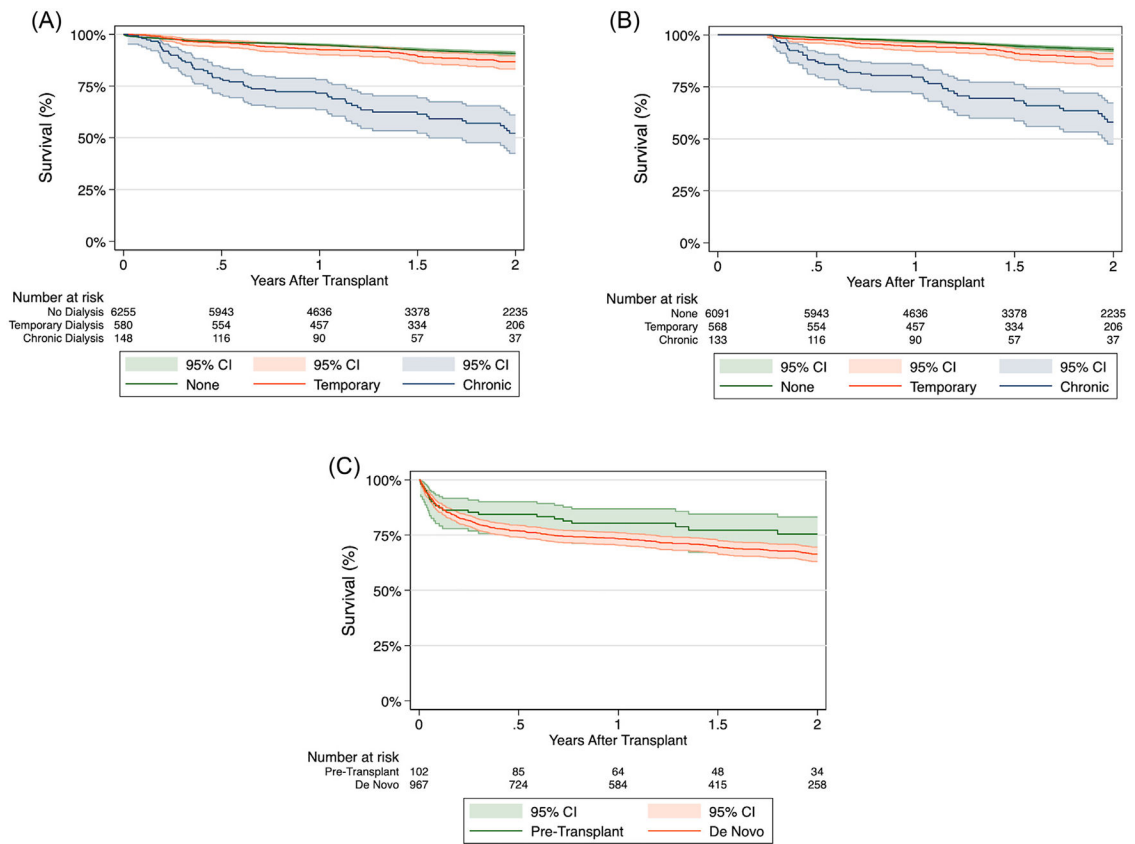 (A)
100%
75%
50%
25%
0%
Survival (%)
0 .5 1 1.5 2
Years After Transplant
Number at risk
No Dialysis 6255 5943 4636 3378 2235
Temporary Dialysis 580 554 457 334 206
Chronic Dialysis 148 116 90 57 37
95% CI 95% CI 95% CI
None Temporary Chronic
(B)
100%
75%
50%
25%
0%
Survival (%)
0 .5 1 1.5 2
Years After Transplant
Number at risk
None 6091 5943 4636 3378 2235
Temporary 568 554 457 334 206
Chronic 133 116 90 57 37
95% CI 95% CI 95% CI
None Temporary Chronic
(C)
100%
75%
50%
25%
0%
Survival (%)
0 .5 1 1.5 2
Years After Transplant
Number at risk
Pre-Transplant 102 85 64 48 34
De Novo 967 724 584 415 258
95% CI 95% CI
Pre-Transplant De Novo